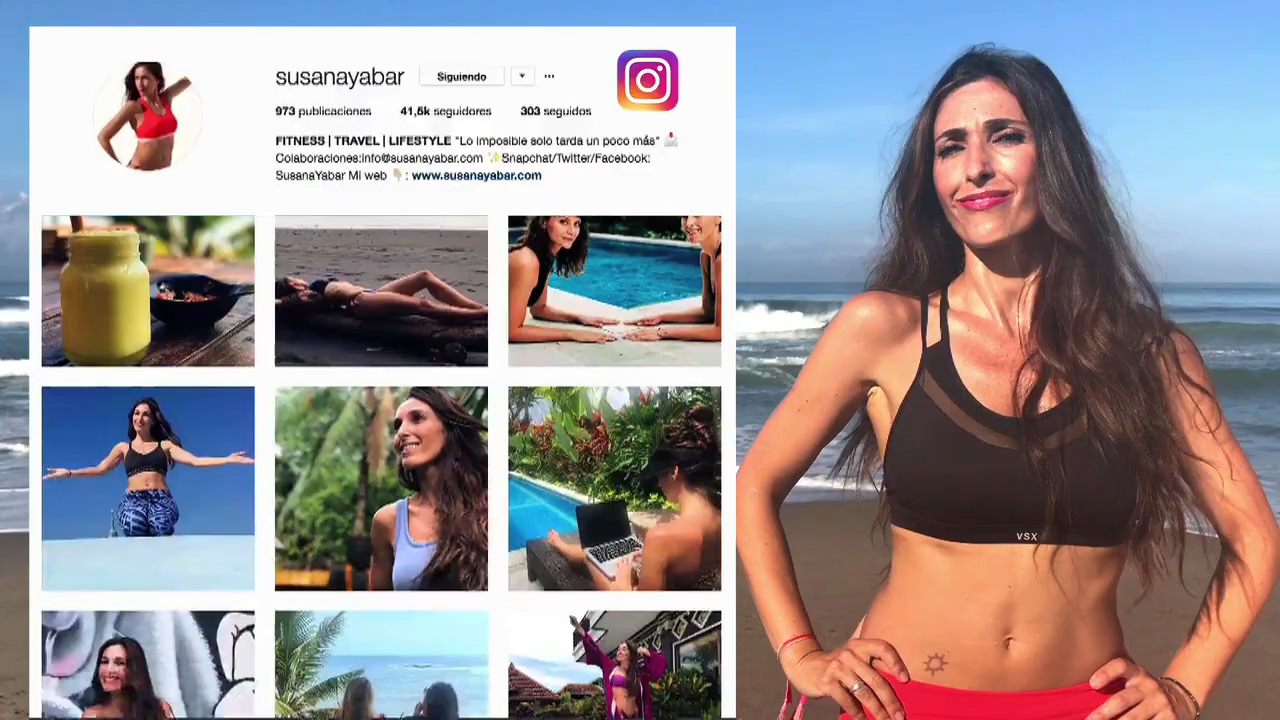 susanayabar Siguiendo
973 publicaciones 41,5k seguidores 303 seguidos
FITNESS | TRAVEL | LIFESTYLE "Lo imposible solo tarda un poco más"
Colaboraciones:info@susanayabar.com ✨Snapchat/Twitter/Facebook:
SusanaYabar Mi web : www.susanayabar.com
VSX